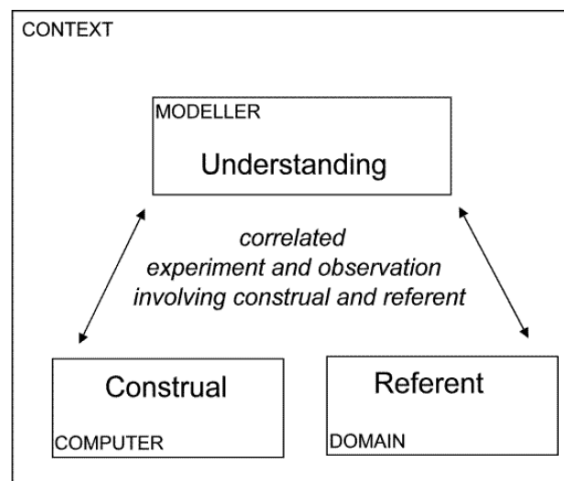 CONTEXT
MODELLER
Understanding
correlated
experiment and observation
involving construal and referent
Construal
COMPUTER
Referent
DOMAIN